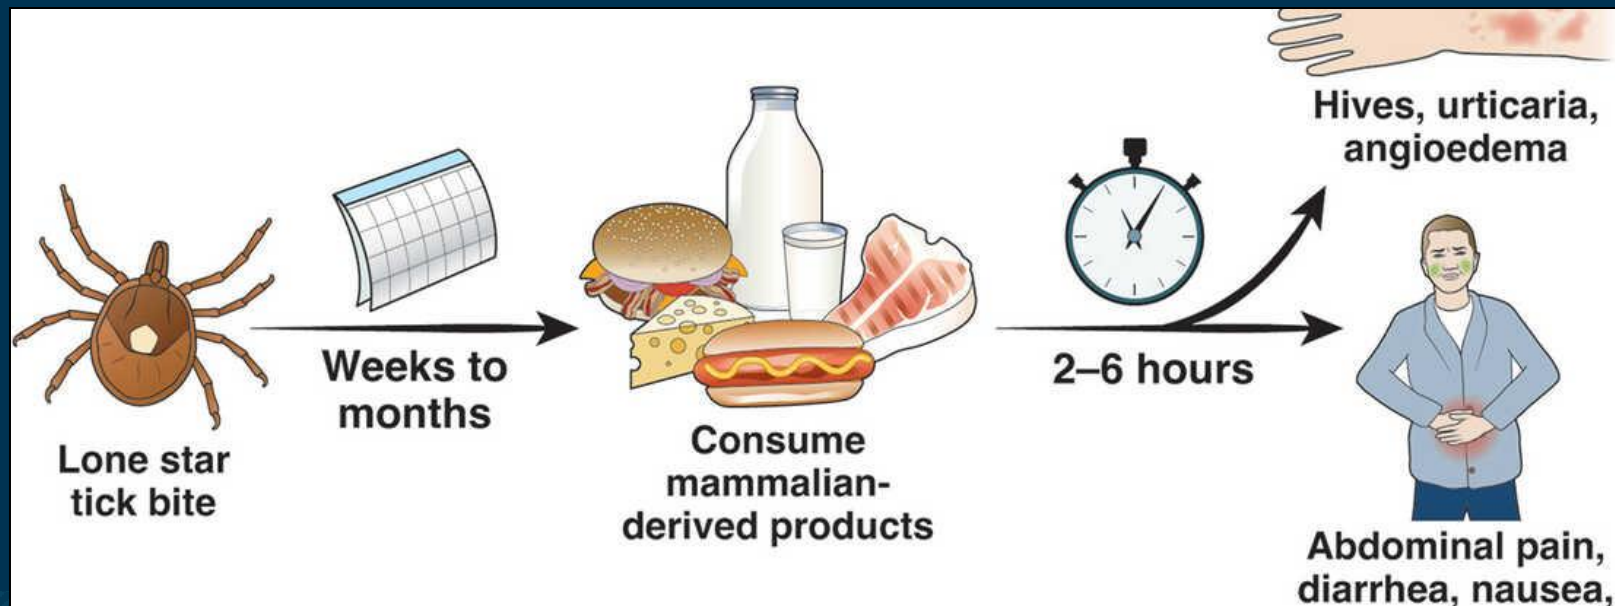 Lone star
tick bite
Weeks to
months
Consume
mammalian-
derived products
2–6 hours
Hives, urticaria,
angioedema
Abdominal pain,
diarrhea, nausea,